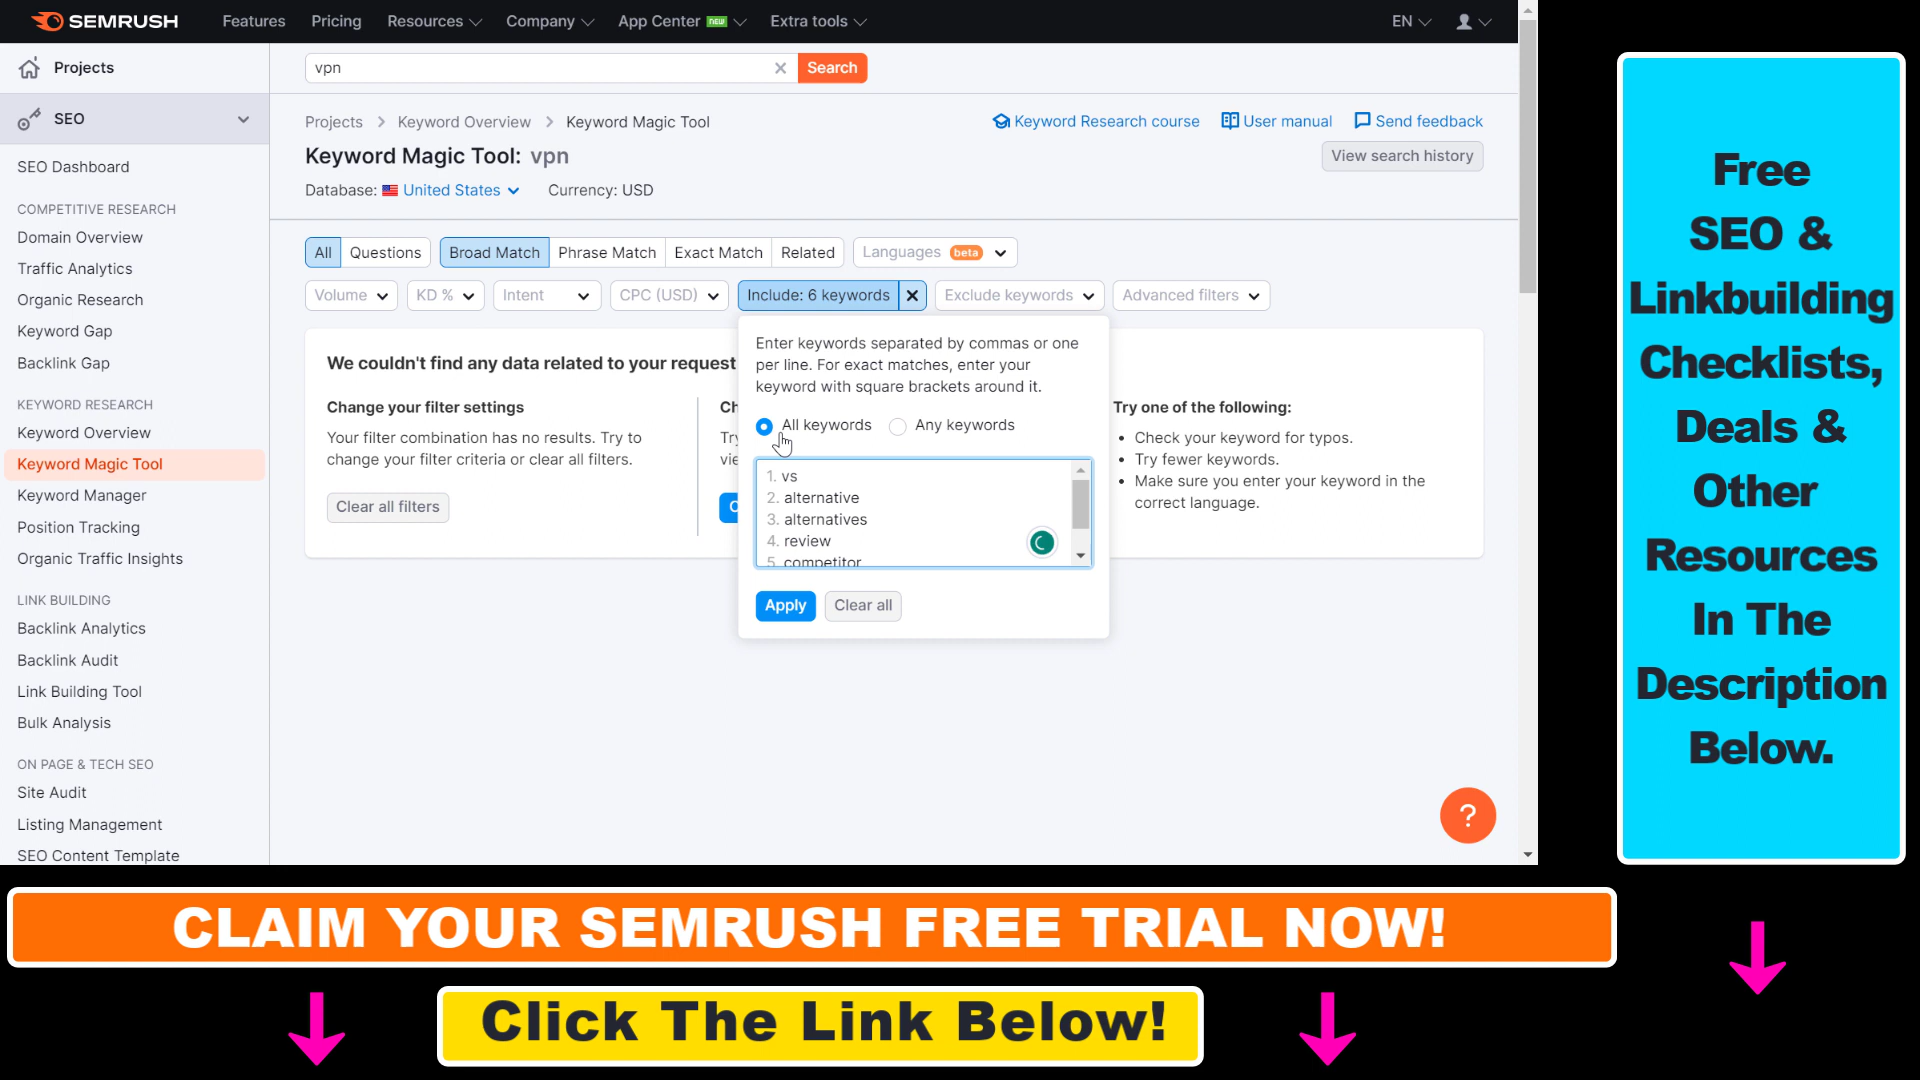 SEMRUSH
Features
Pricing
Resources
Company
App Center NEW
Extra tools
EN
Projects
vpn
Search
SEO
SEO Dashboard
COMPETITIVE RESEARCH
Domain Overview
Traffic Analytics
Organic Research
Keyword Gap
Backlink Gap
KEYWORD RESEARCH
Keyword Overview
Keyword Magic Tool
Keyword Manager
Position Tracking
Organic Traffic Insights
LINK BUILDING
Backlink Analytics
Backlink Audit
Link Building Tool
Bulk Analysis
ON PAGE & TECH SEO
Site Audit
Listing Management
SEO Content Template
Projects > Keyword Overview > Keyword Magic Tool
Keyword Research course
User manual
Send feedback
Keyword Magic Tool: vpn
View search history
Database: United States
Currency: USD
All
Questions
Broad Match
Phrase Match
Exact Match
Related
Languages beta
Volume
KD %
Intent
CPC (USD)
Include: 6 keywords
Exclude keywords
Advanced filters
We couldn't find any data related to your request
Change your filter settings
Your filter combination has no results. Try to
change your filter criteria or clear all filters.
Clear all filters
Enter keywords separated by commas or one
per line. For exact matches, enter your
keyword with square brackets around it.
All keywords
Any keywords
1. vs
2. alternative
3. alternatives
4. review
5. competitor
Apply
Clear all
Try one of the following:
• Check your keyword for typos.
• Try fewer keywords.
• Make sure you enter your keyword in the
correct language.
?
Free
SEO &
Linkbuilding
Checklists,
Deals &
Other
Resources
In The
Description
Below.
CLAIM YOUR SEMRUSH FREE TRIAL NOW!
Click The Link Below!